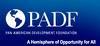 PADF
PAN AMERICAN DEVELOPMENT FOUNDATION
A Hemisphere of Opportunity for All